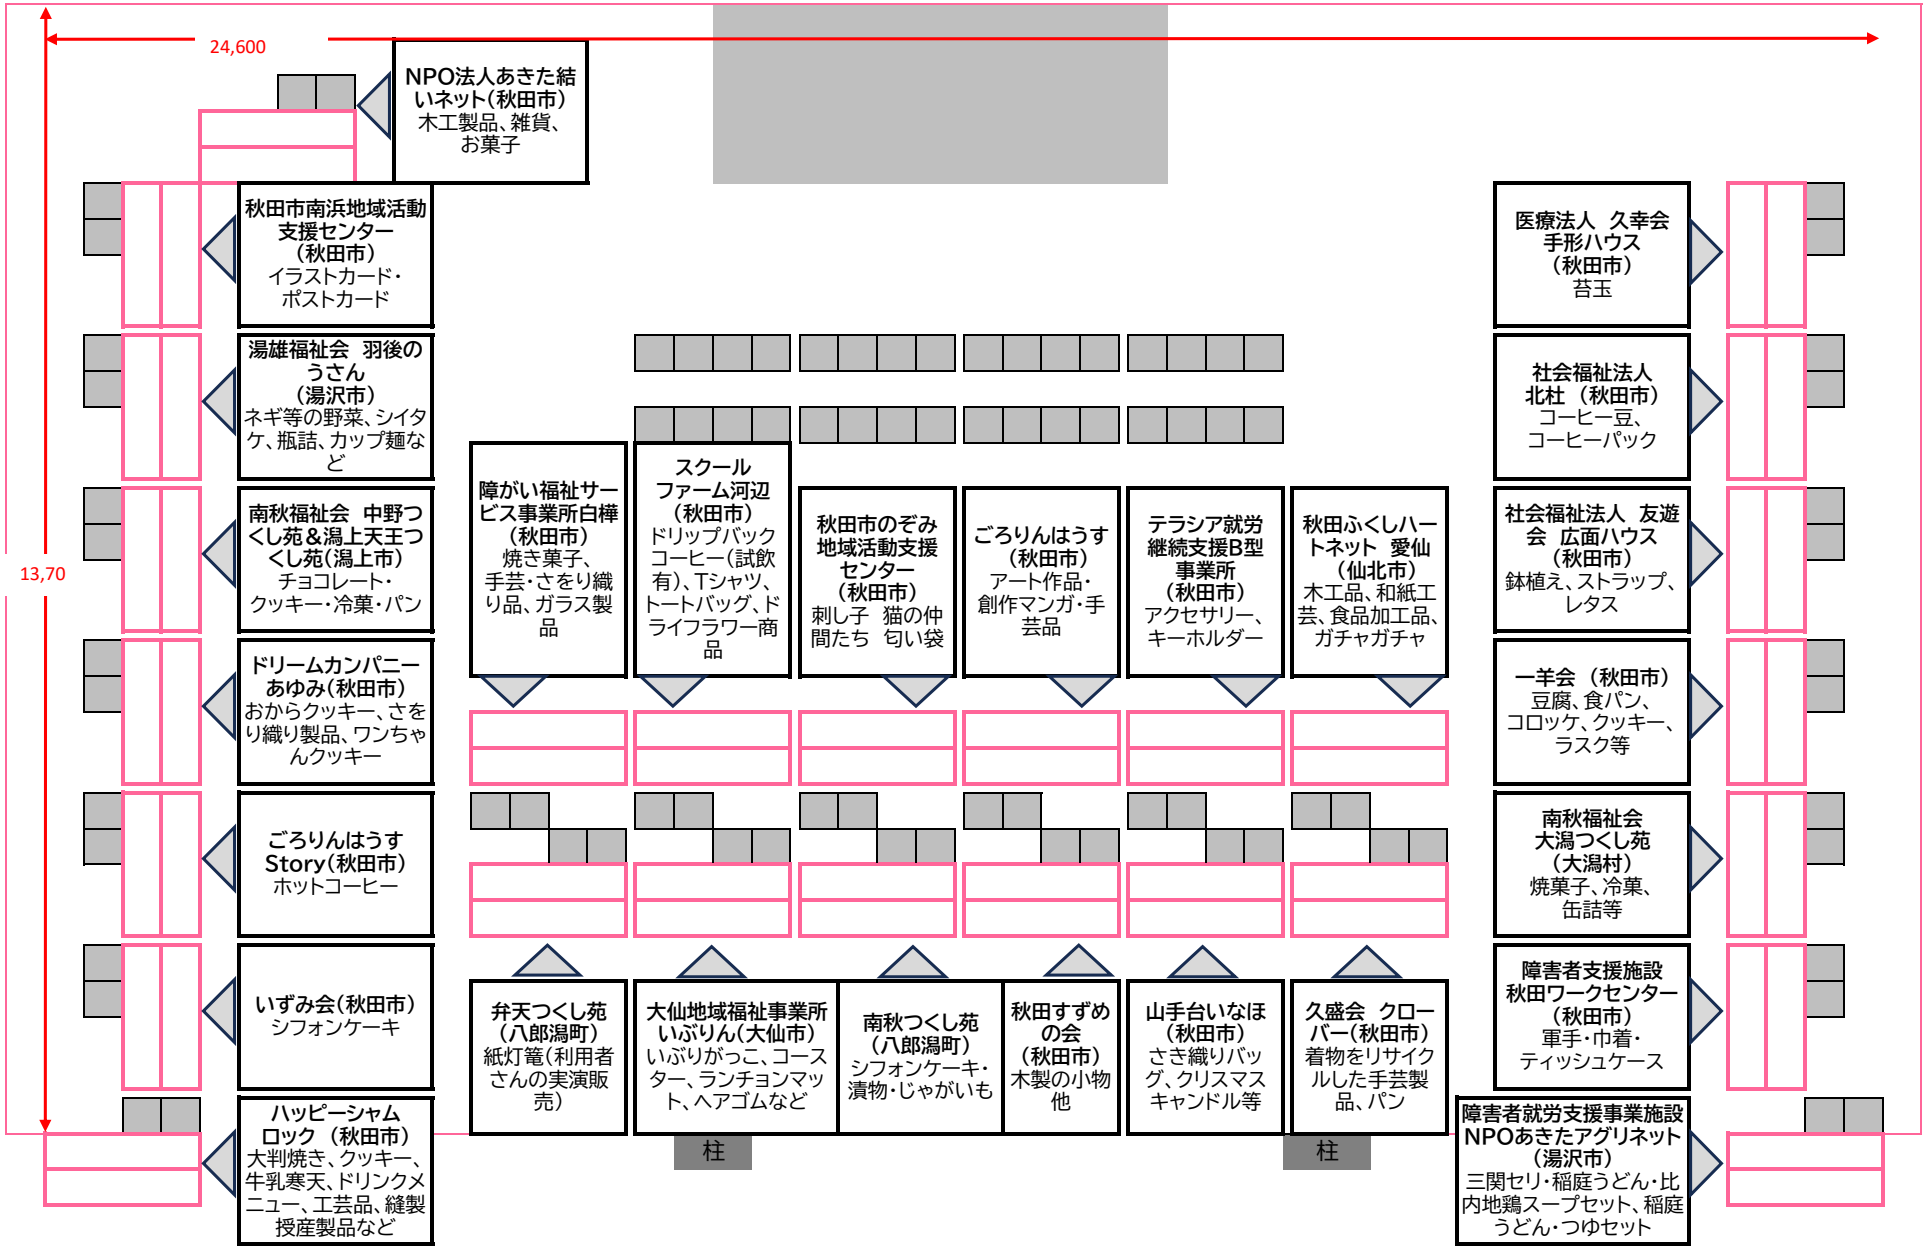 24,600
NPO法人あきた結
いネット(秋田市)
木工製品、雑貨、
お菓子
秋田市南浜地域活動
支援センター
(秋田市)
イラストカード・
ポストカード
医療法人 久幸会
手形ハウス
(秋田市)
苔玉
湯雄福祉会 羽後の
うさん
(湯沢市)
ネギ等の野菜、シイタ
ケ、瓶詰、カップ麺な
ど
社会福祉法人
北杜 (秋田市)
コーヒー豆、
コーヒーパック
南秋福祉会 中野つ
くし苑&潟上天王つ
くし苑(潟上市)
チョコレート・
クッキー・冷菓・パン
障がい福祉サー
ビス事業所白樺
(秋田市)
焼き菓子、
手芸・さをり織
り品、ガラス製
品
スクール
ファーム河辺
(秋田市)
ドリップバック
コーヒー(試飲
有)、Tシャツ、
トートバッグ、ド
ライフラワー商
品
秋田市のぞみ
地域活動支援
センター
(秋田市)
刺し子 猫の仲
間たち 匂い袋
ごろりんはうす
(秋田市)
アート作品・
創作マンガ・手
芸品
テラシア就労
継続支援B型
事業所
(秋田市)
アクセサリー、
キーホルダー
秋田ふくしハー
トネット 愛仙
(仙北市)
木工品、和紙工
芸、食品加工品、
ガチャガチャ
社会福祉法人 友遊
会 広面ハウス
(秋田市)
鉢植え、ストラップ、
レタス
13,70
ドリームカンパニー
あゆみ(秋田市)
おからクッキー、さを
り織り製品、ワンちゃ
んクッキー
一羊会 (秋田市)
豆腐、食パン、
コロッケ、クッキー、
ラスク等
ごろりんはうす
Story(秋田市)
ホットコーヒー
南秋福祉会
大潟つくし苑
(大潟村)
焼菓子、冷菓、
缶詰等
いずみ会(秋田市)
シフォンケーキ
弁天つくし苑
(八郎潟町)
紙灯篭(利用者
さんの実演販
売)
大仙地域福祉事業所
いぶりん(大仙市)
いぶりがっこ、コース
ター、ランチョンマッ
ト、ヘアゴムなど
南秋つくし苑
(八郎潟町)
シフォンケーキ・
漬物・じゃがいも
秋田すずめ
の会
(秋田市)
木製の小物
他
山手台いなほ
(秋田市)
さき織りバッ
グ、クリスマス
キャンドル等
久盛会 クロー
バー(秋田市)
着物をリサイク
ルした手芸製
品、パン
障害者支援施設
秋田ワークセンター
(秋田市)
軍手・巾着・
ティッシュケース
ハッピーシャム
ロック (秋田市)
大判焼き、クッキー、
牛乳寒天、ドリンクメ
ニュー、工芸品、縫製
授産製品など
柱
柱
障害者就労支援事業施設
NPOあきたアグリネット
(湯沢市)
三関セリ・稲庭うどん・比
内地鶏スープセット、稲庭
うどん・つゆセット